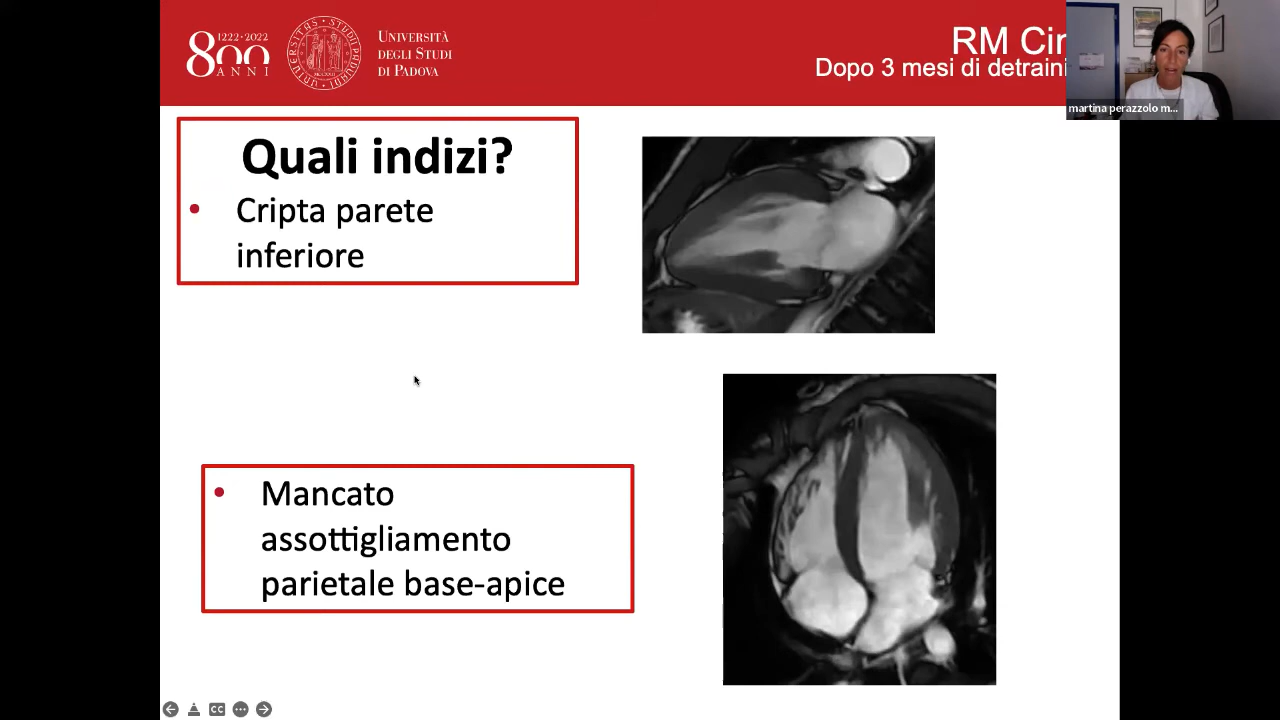 1222·2022
800
ANNI
UNIVERSITÀ
DEGLI STUDI
DI PADOVA
RM Cir
Dopo 3 mesi di detraini
martina perazzolo m...
Quali indizi?
• Cripta parete
inferiore
• Mancato
assottigliamento
parietale base-apice
CC